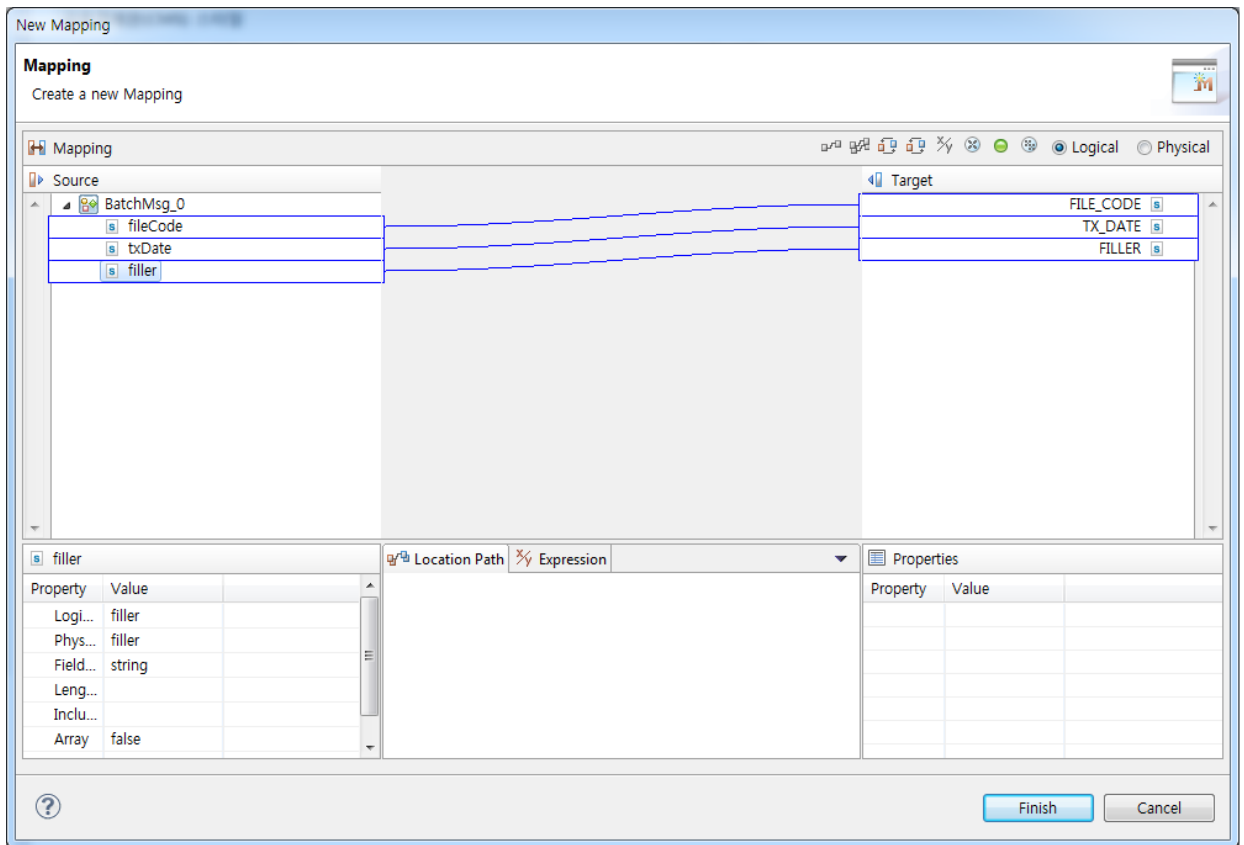 New Mapping
Mapping
Create a new Mapping
Mapping
Logical
Physical
Source
Target
BatchMsg_0
FILE_CODE
fileCode
TX_DATE
txDate
FILLER
filler
filler
Location Path
Expression
Properties
Property Value
Property Value
Logi... filler
Phys... filler
Field... string
Leng...
Inclu...
Array false
Finish
Cancel